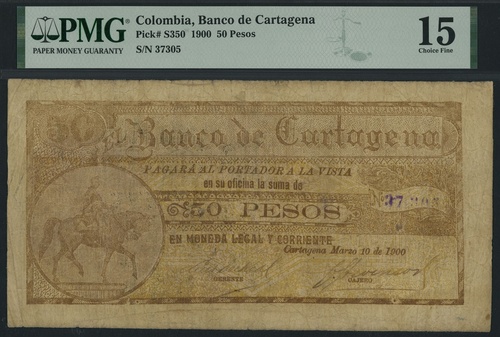 PMG
PAPER MONEY GUARANTY
Colombia, Banco de Cartagena
Pick# S350 1900 50 Pesos
S/N 37305
15
Choice Fine
50
Banco de Cartagena
PAGARÁ AL PORTADOR A LA VISTA
en su oficina la suma de
37305
50 PESOS
EN MONEDA LEGAL Y CORRIENTE
Cartagena Marzo 10 de 1900
GERENTE
CAJERO